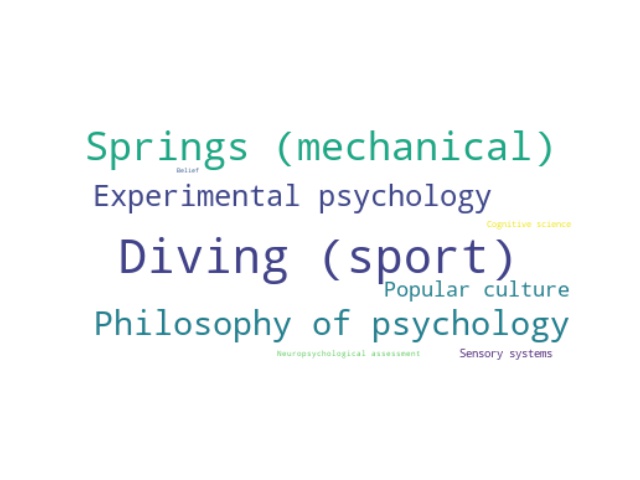 Springs (mechanical)
Belief
Experimental psychology
Cognitive science
Diving (sport)
Popular culture
Philosophy of psychology
Neuropsychological assessment
Sensory systems